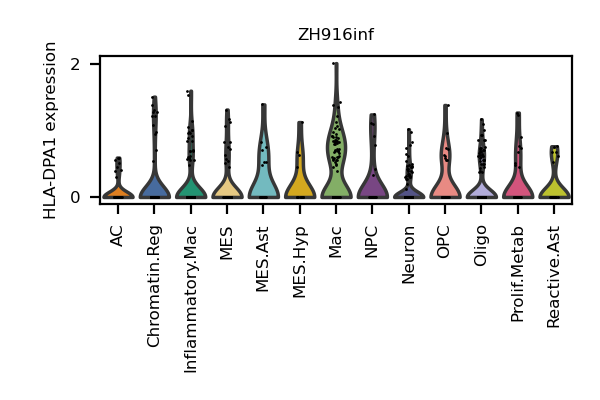 ZH916inf
HLA-DPA1 expression
2
0
AC
Chromatin.Reg
Inflammatory.Mac
MES
MES.Ast
MES.Hyp
Mac
NPC
Neuron
OPC
Oligo
Prolif.Metab
Reactive.Ast